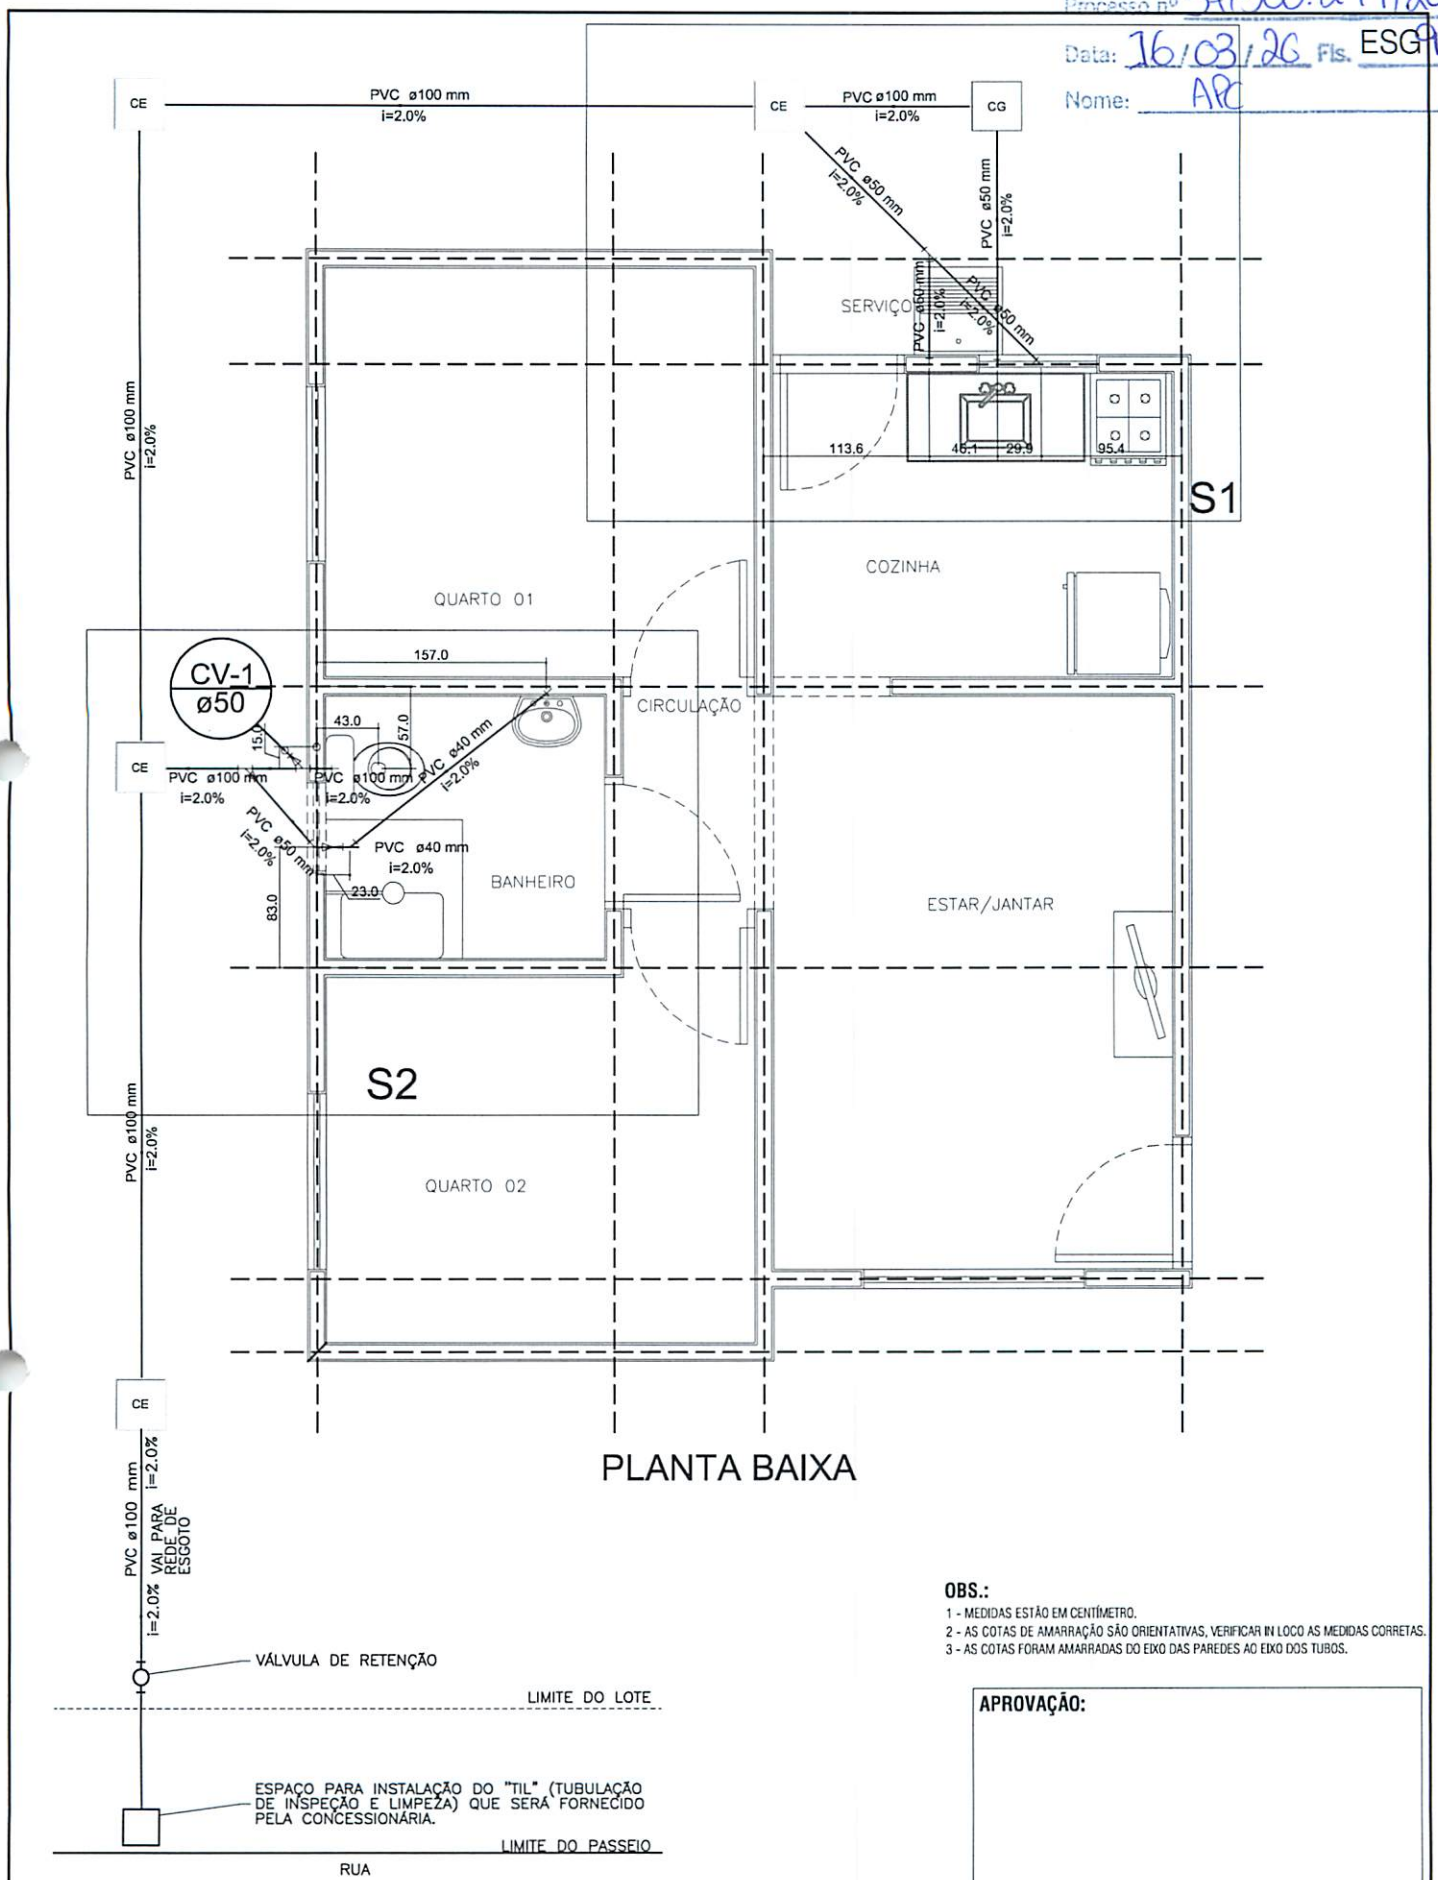 Processo nº
Data: 16/03/26 Fls.
ESG
Nome: APC
CE
PVC ø100 mm
i=2.0%
CE
PVC ø100 mm
i=2.0%
CG
PVC ø50 mm
i=2.0%
PVC ø50 mm
i=2.0%
SERVIÇO
PVC ø50 mm
i=2.0%
PVC ø50 mm
i=2.0%
PVC ø100 mm
i=2.0%
113.6
45.1
29.9
95.4
S1
COZINHA
QUARTO 01
157.0
CV-1
ø50
CIRCULAÇÃO
43.0
57.0
15.0
PVC ø40 mm
i=2.0%
CE
PVC ø100 mm
i=2.0%
PVC ø100 mm
i=2.0%
PVC ø50 mm
i=2.0%
PVC ø40 mm
i=2.0%
23.0
83.0
BANHEIRO
ESTAR/JANTAR
S2
PVC ø100 mm
i=2.0%
QUARTO 02
CE
PLANTA BAIXA
PVC ø100 mm
i=2.0%
i=2.0% VAI PARA
REDE DE
ESGOTO
OBS.:
1 - MEDIDAS ESTÃO EM CENTÍMETRO.
2 - AS COTAS DE AMARRAÇÃO SÃO ORIENTATIVAS, VERIFICAR IN LOCO AS MEDIDAS CORRETAS.
3 - AS COTAS FORAM AMARRADAS DO EIXO DAS PAREDES AO EIXO DOS TUBOS.
VÁLVULA DE RETENÇÃO
LIMITE DO LOTE
APROVAÇÃO:
ESPAÇO PARA INSTALAÇÃO DO "TIL" (TUBULAÇÃO
DE INSPEÇÃO E LIMPEZA) QUE SERÁ FORNECIDO
PELA CONCESSIONÁRIA.
LIMITE DO PASSEIO
RUA